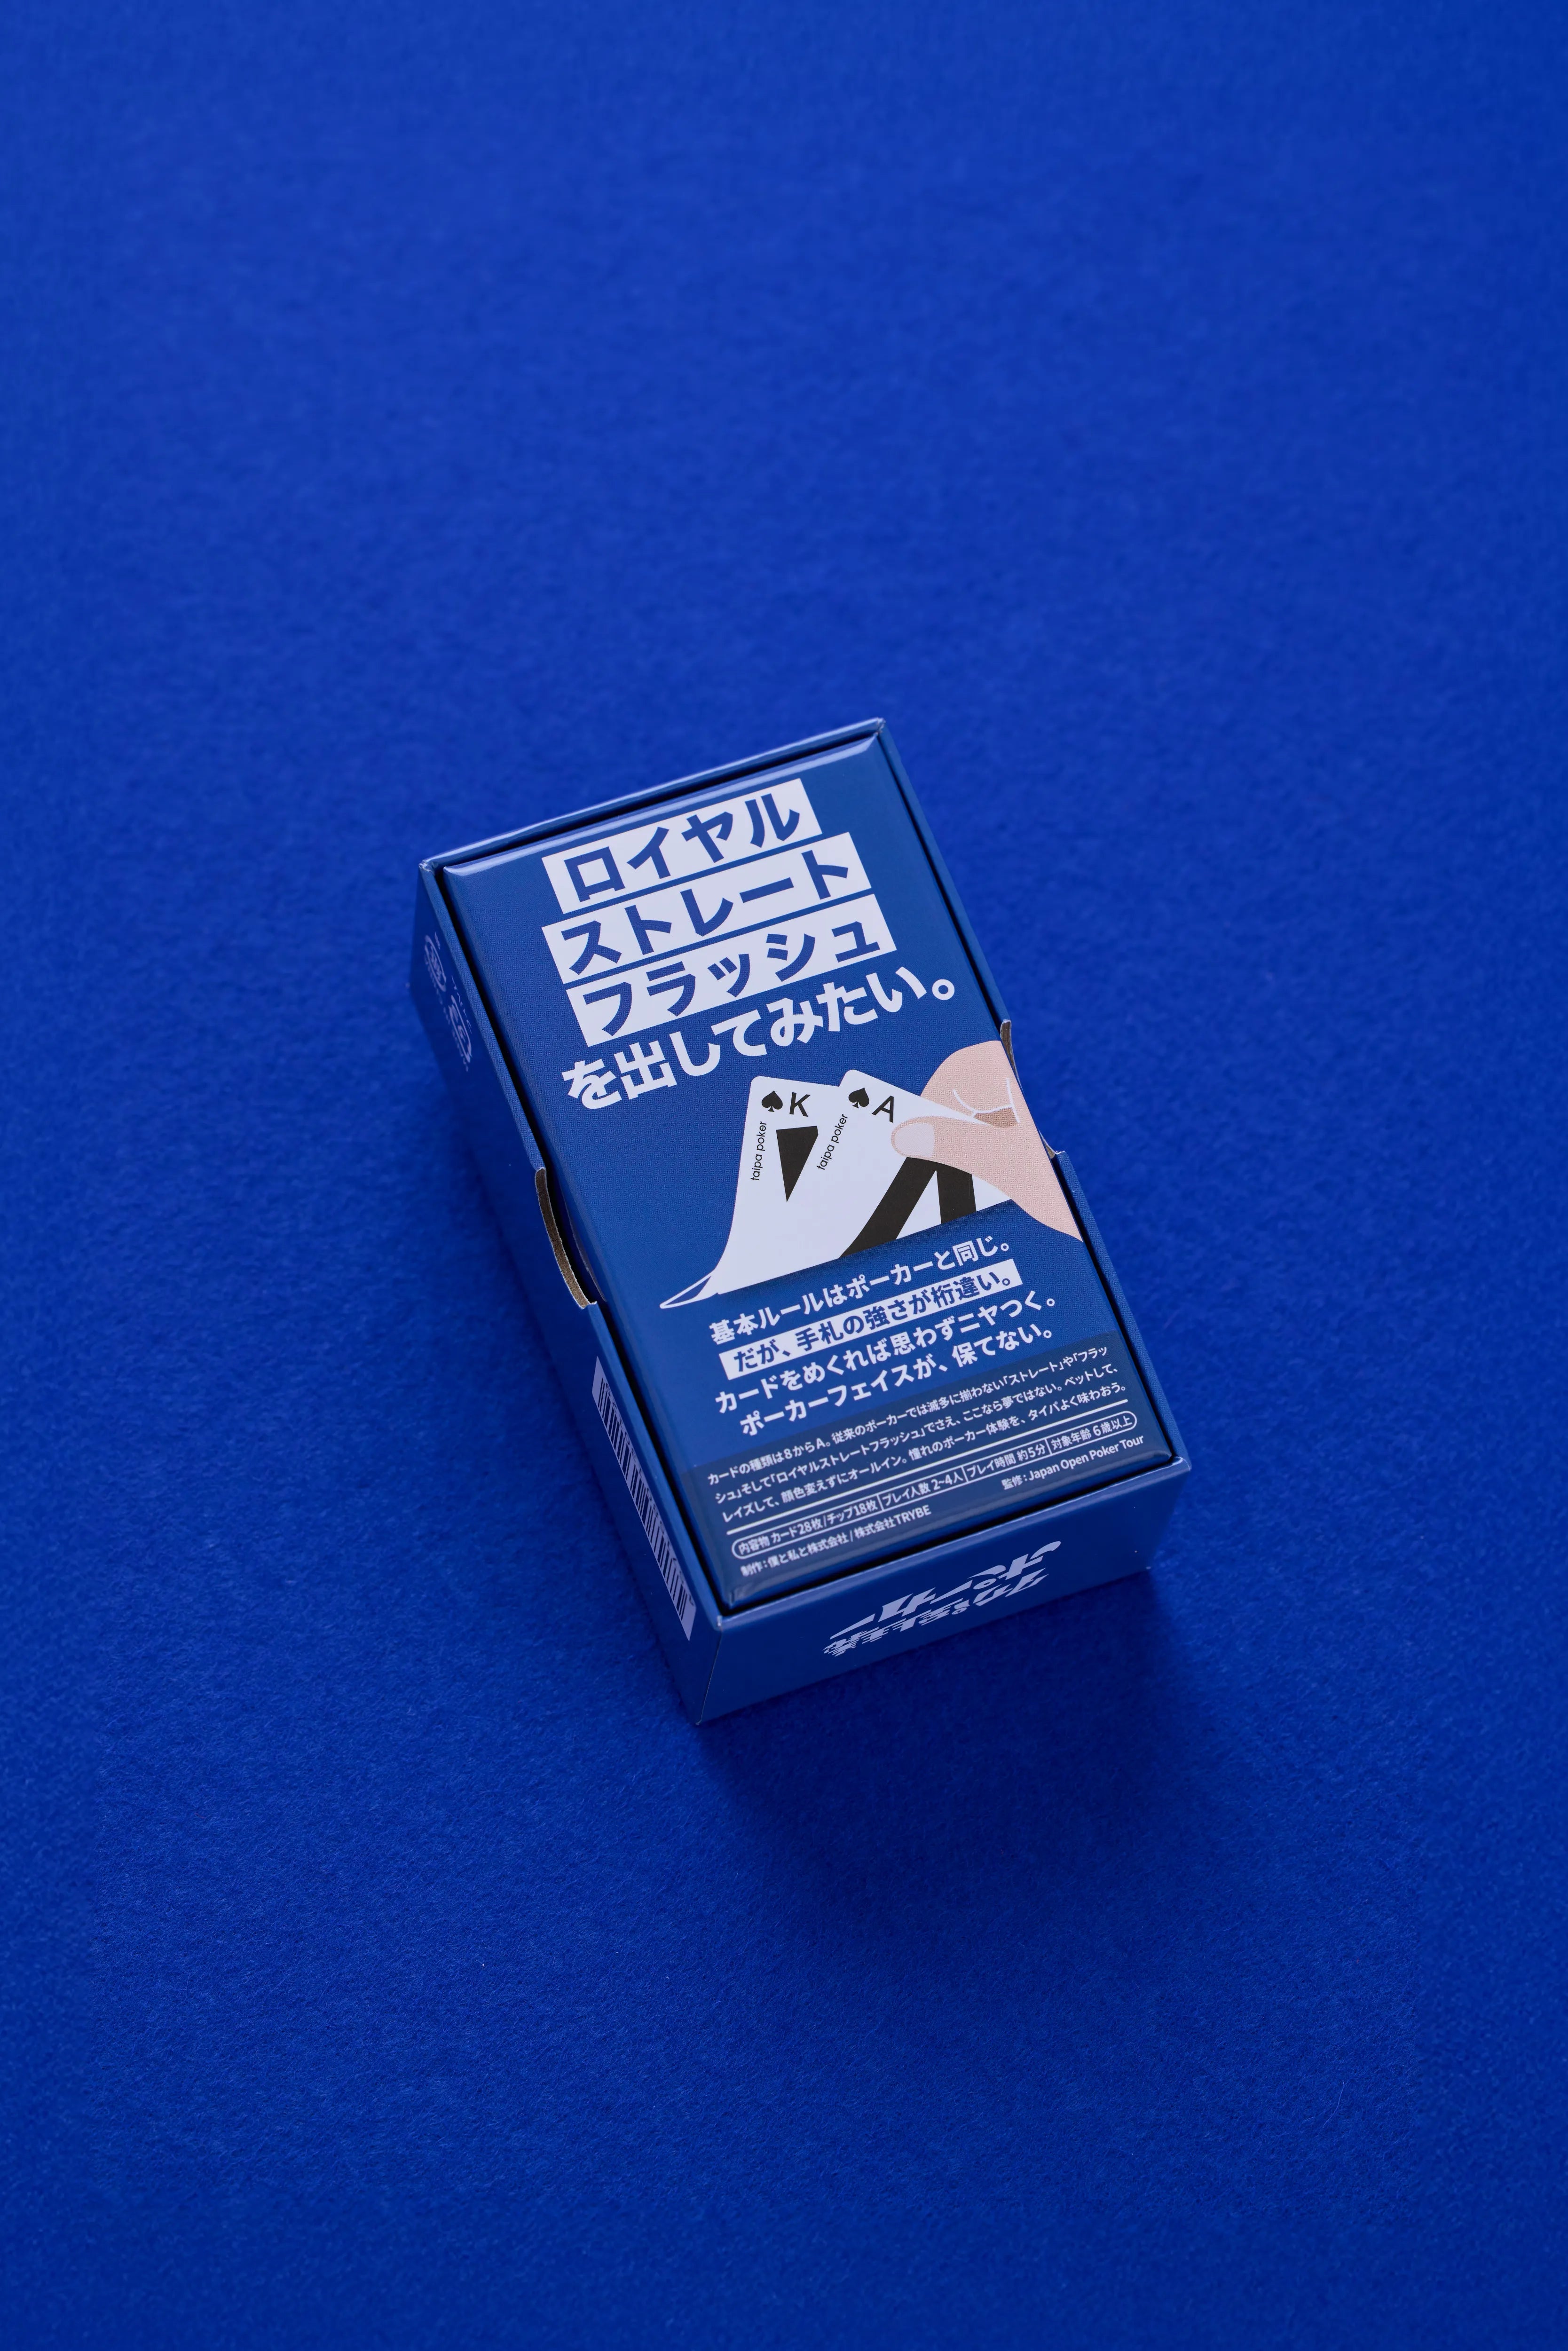 ロイヤル
ストレート
フラッシュ
を出してみたい。
K
A
taipa poker
taipa poker
基本ルールはポーカーと同じ。
だが、手札の強さが桁違い。
カードをめくれば思わずニヤつく。
ポーカーフェイスが、保てない。
カードの種類は8からA。従来のポーカーでは滅多に揃わない「ストレート」や「フラッ
シュ」そして「ロイヤルストレートフラッシュ」でさえ、ここなら夢ではない。ベットして、
レイズして、顔色変えずにオールイン。憧れのポーカー体験を、タイパよく味わおう。
内容物 カード28枚/チップ18枚 プレイ人数 2~4人 プレイ時間 約5分 対象年齢 6歳以上
制作：僕と私と株式会社 / 株式会社TRYBE
監修：Japan Open Poker Tour
ポーカー